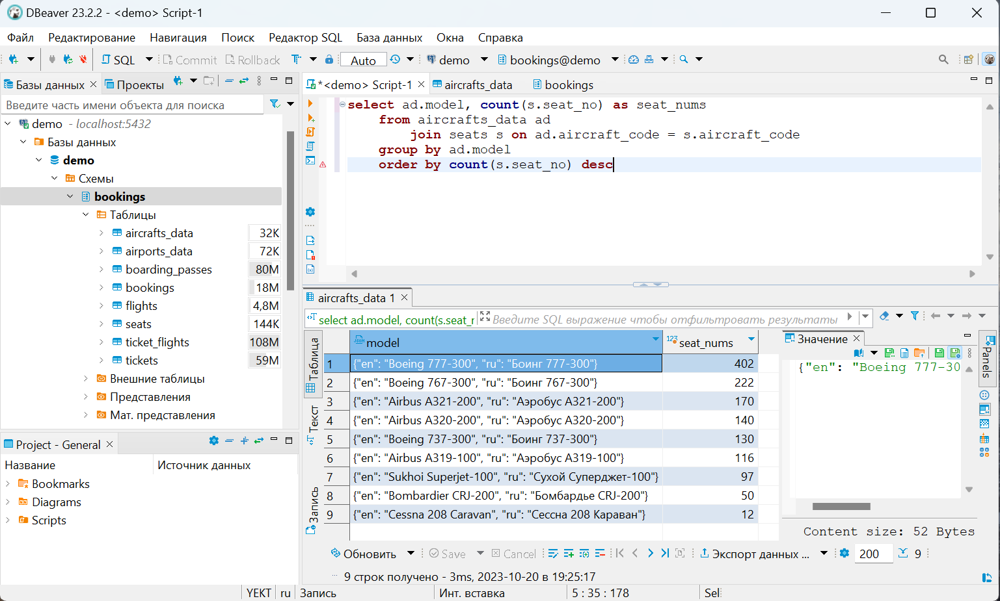 DBeaver 23.2.2 - <demo> Script-1
Файл Редактирование Навигация Поиск Редактор SQL База данных Окна Справка
SQL Commit Rollback Auto demo bookings@demo
Базы данных Проекты
Введите часть имени объекта для поиска
demo - localhost:5432
Базы данных
demo
Схемы
bookings
Таблицы
aircrafts_data 32K
airports_data 72K
boarding_passes 80M
bookings 18M
flights 4,8M
seats 144K
ticket_flights 108M
tickets 59M
Внешние таблицы
Представления
Мат. представления
Project - General
Название Источник данных
Bookmarks
Diagrams
Scripts
*<demo> Script-1 aircrafts_data bookings
select ad.model, count(s.seat_no) as seat_nums
from aircrafts_data ad
join seats s on ad.aircraft_code = s.aircraft_code
group by ad.model
order by count(s.seat_no) desc
aircrafts_data 1
select ad.model, count(s.seat_r Введите SQL выражение чтобы отфильтровать результаты
Таблица
Текст
Запись
model 123 seat_nums
1 {"en": "Boeing 777-300", "ru": "Боинг 777-300"} 402
2 {"en": "Boeing 767-300", "ru": "Боинг 767-300"} 222
3 {"en": "Airbus A321-200", "ru": "Аэробус A321-200"} 170
4 {"en": "Airbus A320-200", "ru": "Аэробус A320-200"} 140
5 {"en": "Boeing 737-300", "ru": "Боинг 737-300"} 130
6 {"en": "Airbus A319-100", "ru": "Аэробус A319-100"} 116
7 {"en": "Sukhoi Superjet-100", "ru": "Сухой Суперджет-100"} 97
8 {"en": "Bombardier CRJ-200", "ru": "Бомбардье CRJ-200"} 50
9 {"en": "Cessna 208 Caravan", "ru": "Сессна 208 Караван"} 12
Значение
{"en": "Boeing 777-30
Content size: 52 Bytes
Panels
Обновить Save Cancel Экспорт данных ... 200 9
9 строк получено - 3ms, 2023-10-20 в 19:25:17
YEKT ru Запись Инт. вставка 5 : 35 : 178 Sel